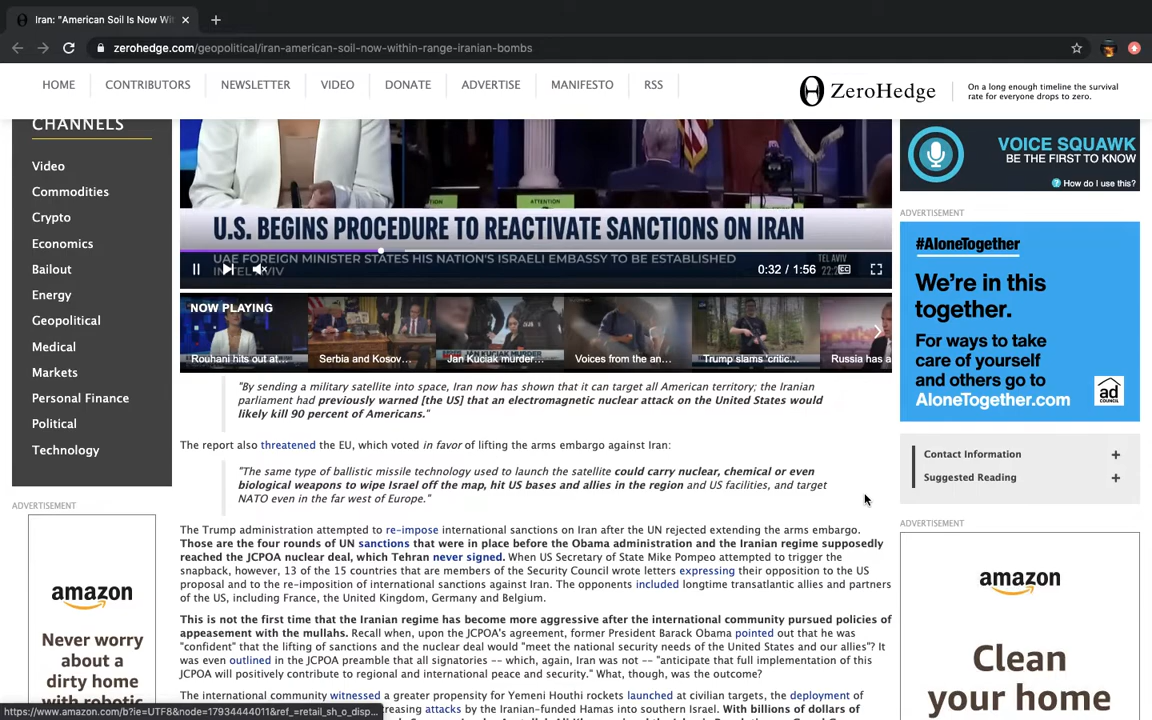 Iran: "American Soil Is Now Wit
zerohedge.com/geopolitical/iran-american-soil-now-within-range-iranian-bombs
HOME
CONTRIBUTORS
NEWSLETTER
VIDEO
DONATE
ADVERTISE
MANIFESTO
RSS
ZeroHedge
On a long enough timeline the survival
rate for everyone drops to zero.
CHANNELS
Video
Commodities
Crypto
Economics
Bailout
Energy
Geopolitical
Medical
Markets
Personal Finance
Political
Technology
ADVERTISEMENT
amazon
Never worry
about a
dirty home
with robotic
U.S. BEGINS PROCEDURE TO REACTIVATE SANCTIONS ON IRAN
UAE FOREIGN MINISTER STATES HIS NATION'S ISRAELI EMBASSY TO BE ESTABLISHED
IN TEL AVIV
TEL AVIV
0:32 / 1:56
NOW PLAYING
Rouhani hits out at...
Serbia and Kosov...
Jan Kuciak murder...
Voices from the an...
Trump slams 'critic...
Russia has a
"By sending a military satellite into space, Iran now has shown that it can target all American territory; the Iranian
parliament had previously warned [the US] that an electromagnetic nuclear attack on the United States would
likely kill 90 percent of Americans."
The report also threatened the EU, which voted in favor of lifting the arms embargo against Iran:
"The same type of ballistic missile technology used to launch the satellite could carry nuclear, chemical or even
biological weapons to wipe Israel off the map, hit US bases and allies in the region and US facilities, and target
NATO even in the far west of Europe."
The Trump administration attempted to re-impose international sanctions on Iran after the UN rejected extending the arms embargo.
Those are the four rounds of UN sanctions that were in place before the Obama administration and the Iranian regime supposedly
reached the JCPOA nuclear deal, which Tehran never signed. When US Secretary of State Mike Pompeo attempted to trigger the
snapback, however, 13 of the 15 countries that are members of the Security Council wrote letters expressing their opposition to the US
proposal and to the re-imposition of international sanctions against Iran. The opponents included longtime transatlantic allies and partners
of the US, including France, the United Kingdom, Germany and Belgium.
This is not the first time that the Iranian regime has become more aggressive after the international community pursued policies of
appeasement with the mullahs. Recall when, upon the JCPOA's agreement, former President Barack Obama pointed out that he was
"confident" that the lifting of sanctions and the nuclear deal would "meet the national security needs of the United States and our allies"? It
was even outlined in the JCPOA preamble that all signatories -- which, again, Iran was not -- "anticipate that full implementation of this
JCPOA will positively contribute to regional and international peace and security." What, though, was the outcome?
The international community witnessed a greater propensity for Yemeni Houthi rockets launched at civilian targets, the deployment of
creasing attacks by the Iranian-funded Hamas into southern Israel. With billions of dollars of
VOICE SQUAWK
BE THE FIRST TO KNOW
How do I use this?
ADVERTISEMENT
#AloneTogether
We're in this
together.
For ways to take
care of yourself
and others go to
AloneTogether.com
ad
COUNCIL
Contact Information
Suggested Reading
ADVERTISEMENT
amazon
Clean
your home
https://www.amazon.com/b?ie=UTF8&node=17934444011&ref_=retail_sh_o_disp...